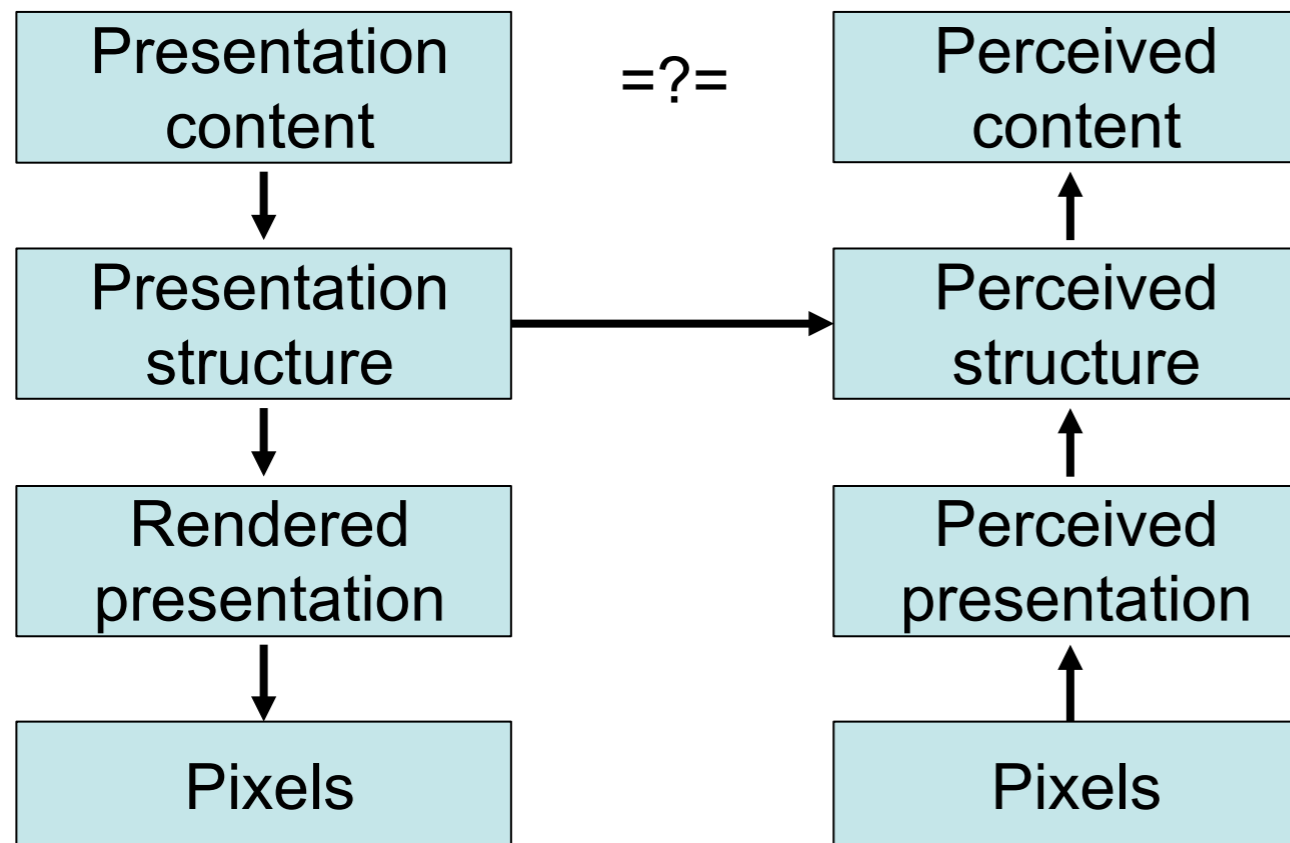 Presentation
content
=?=
Perceived
content
Presentation
structure
Perceived
structure
Rendered
presentation
Perceived
presentation
Pixels
Pixels